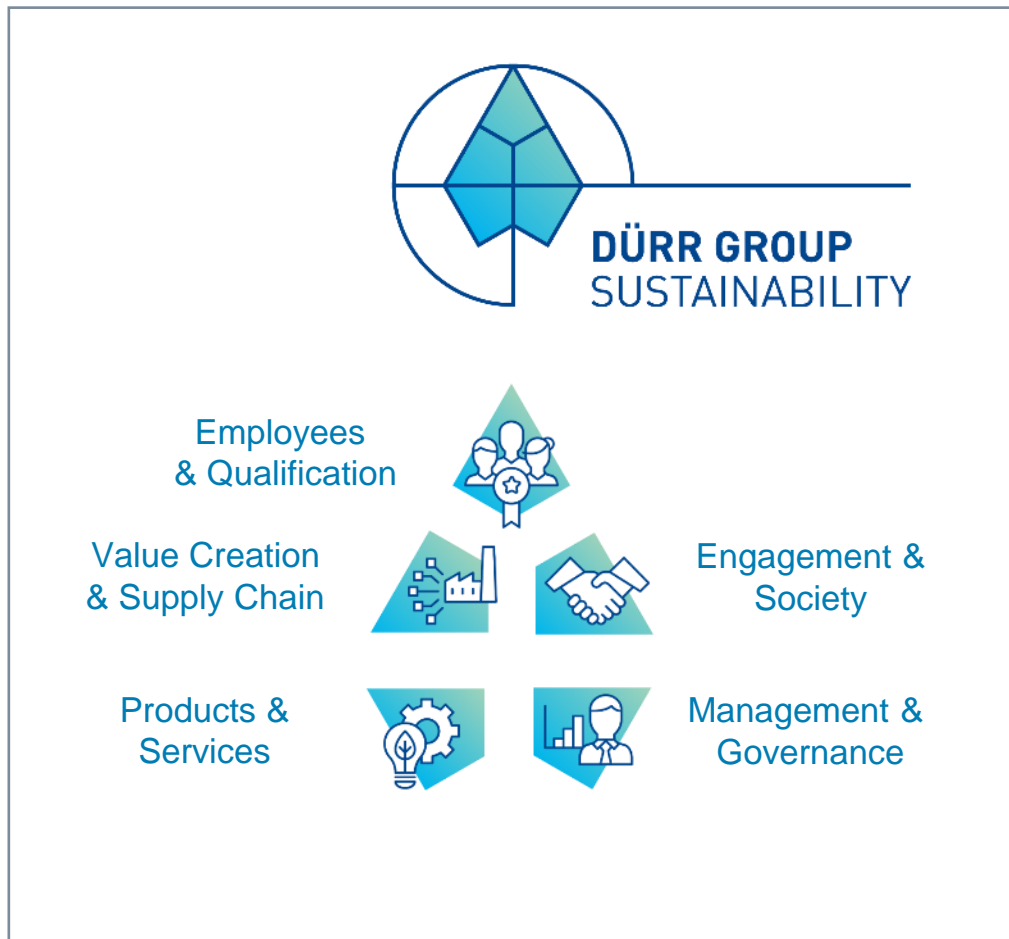 DÜRR GROUP
SUSTAINABILITY
Employees
& Qualification
Value Creation
& Supply Chain
Engagement &
Society
Products &
Services
Management &
Governance